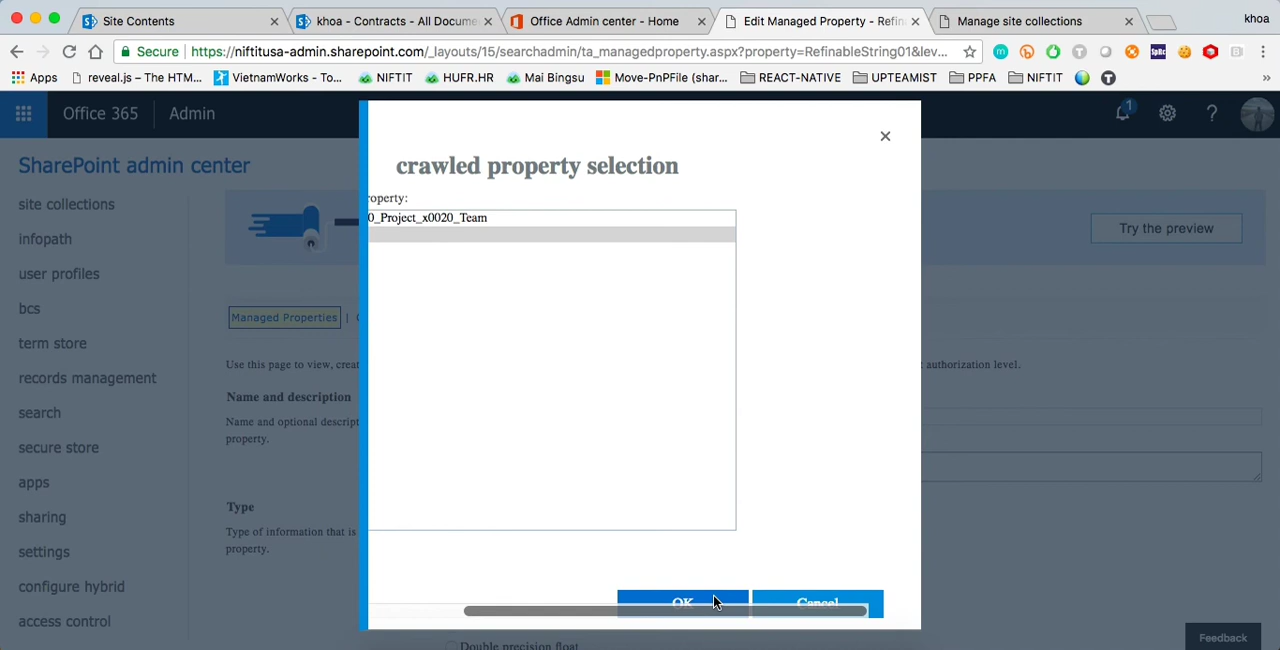 Site Contents
khoa - Contracts - All Docume
Office Admin center - Home
Edit Managed Property - Refin
Manage site collections
khoa
Secure
https://niftitusa-admin.sharepoint.com/_layouts/15/searchadmin/ta_managedproperty.aspx?property=RefinableString01&lev...
SpRc
Apps
reveal.js – The HTM...
VietnamWorks - To...
NIFTIT
HUFR.HR
Mai Bingsu
Move-PnPFile (shar...
REACT-NATIVE
UPTEAMIST
PPFA
NIFTIT
»
Office 365
Admin
1
?
SharePoint admin center
site collections
infopath
user profiles
bcs
term store
records management
search
secure store
apps
sharing
settings
configure hybrid
access control
Try the preview
Managed Properties |
Use this page to view, creat
authorization level.
Name and description
Name and optional descript
property.
Type
Type of information that is
property.
crawled property selection
roperty:
0_Project_x0020_Team
OK
Cancel
Double precision float
Feedback